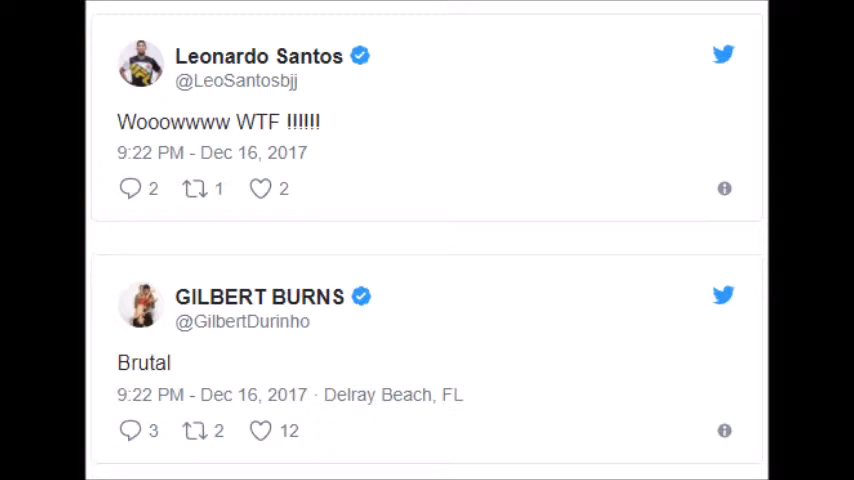 Leonardo Santos
@LeoSantosbjj
Wooowwww WTF !!!!!!
9:22 PM - Dec 16, 2017
2 1 2
GILBERT BURNS
@GilbertDurinho
Brutal
9:22 PM - Dec 16, 2017 · Delray Beach, FL
3 2 12